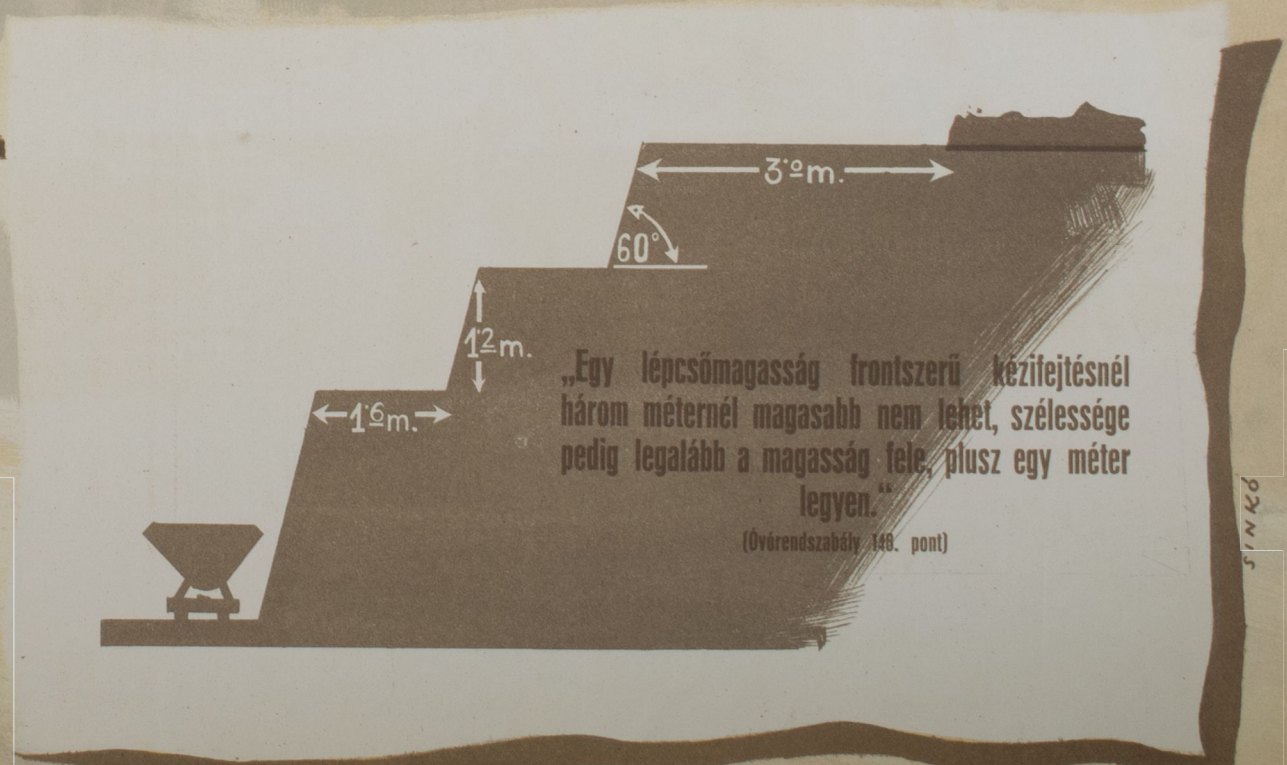 3·0m.
60°
1·2m.
1·6m.
„Egy lépcsőmagasság frontszerű kézifejtésnél
három méternél magasabb nem lehet, szélessége
pedig legalább a magasság fele, plusz egy méter
legyen.“
(Óvórendszabály 148. pont)
SINKÓ